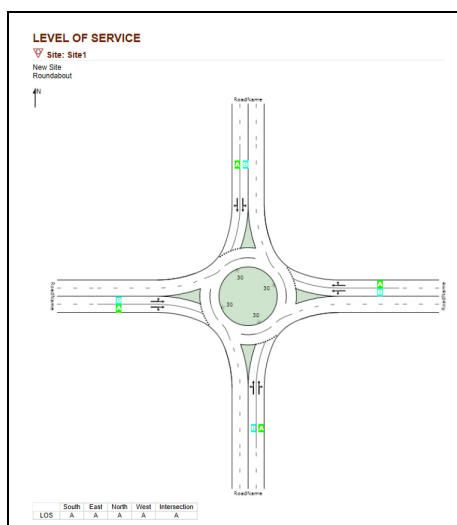 LEVEL OF SERVICE
Site: Site1
New Site
Roundabout
N
RoadName
A B
30
30
30
30
RoadName
B
A
A
B
RoadName
B A
RoadName
South East North West Intersection
LOS A A A A A